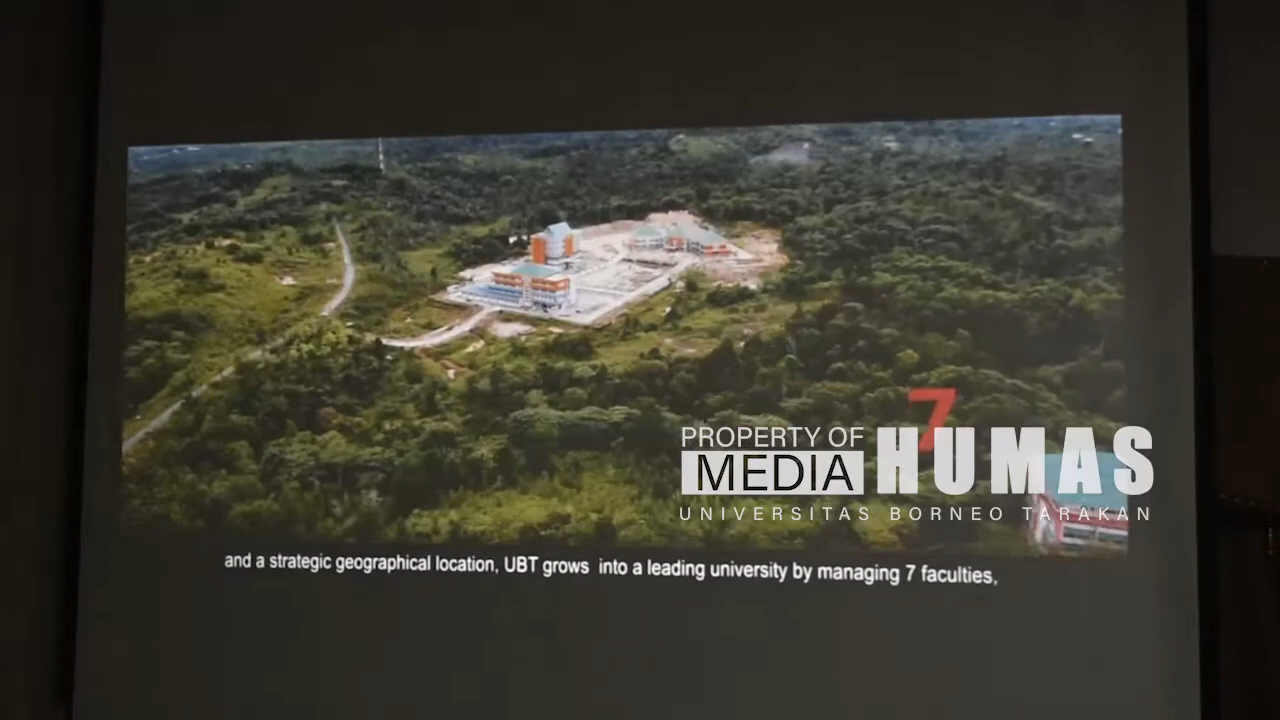 7
PROPERTY OF
MEDIA HUMAS
UNIVERSITAS BORNEO TARAKAN
and a strategic geographical location, UBT grows into a leading university by managing 7 faculties,